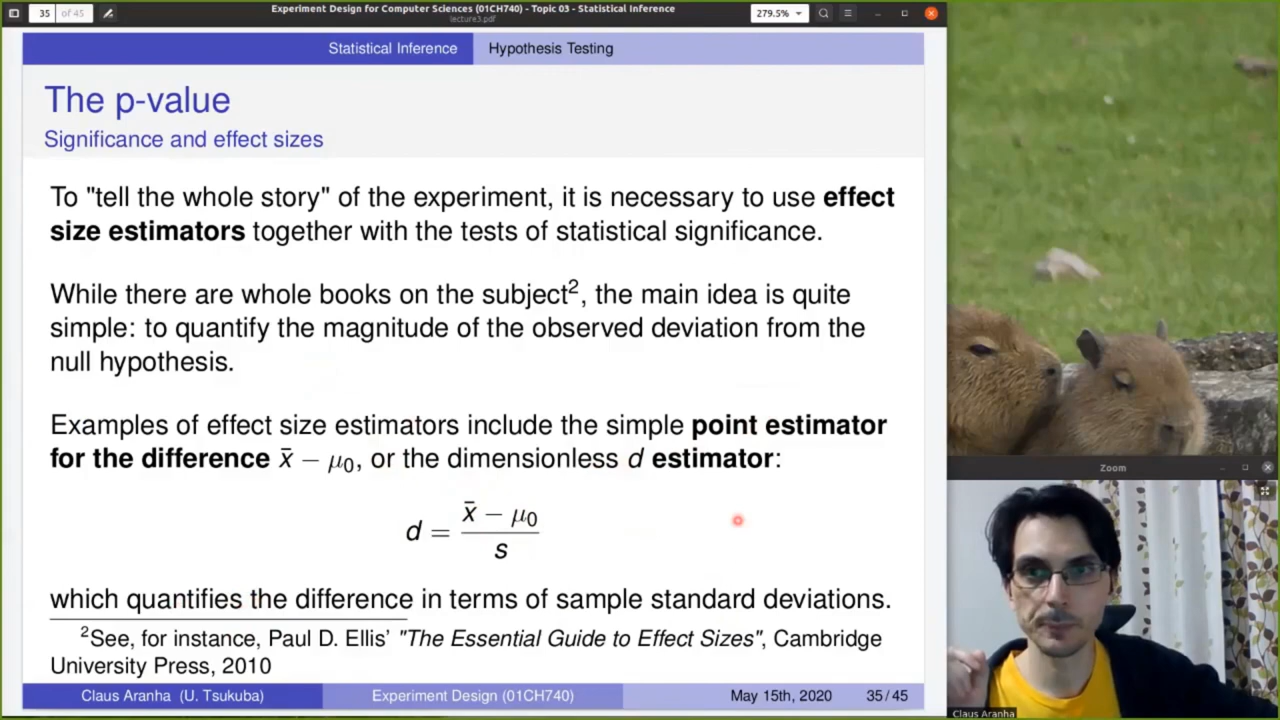 35 of 45
Experiment Design for Computer Sciences (01CH740) - Topic 03 - Statistical Inference
lecture3.pdf
279.5%
Statistical Inference Hypothesis Testing
The p-value
Significance and effect sizes
To "tell the whole story" of the experiment, it is necessary to use effect
size estimators together with the tests of statistical significance.
While there are whole books on the subject², the main idea is quite
simple: to quantify the magnitude of the observed deviation from the
null hypothesis.
Examples of effect size estimators include the simple point estimator
for the difference x̄ − μ₀, or the dimensionless d estimator:
d = (x̄ − μ₀) / s
which quantifies the difference in terms of sample standard deviations.
²See, for instance, Paul D. Ellis' "The Essential Guide to Effect Sizes", Cambridge
University Press, 2010
Claus Aranha (U. Tsukuba) Experiment Design (01CH740) May 15th, 2020 35 / 45
Zoom
Claus Aranha